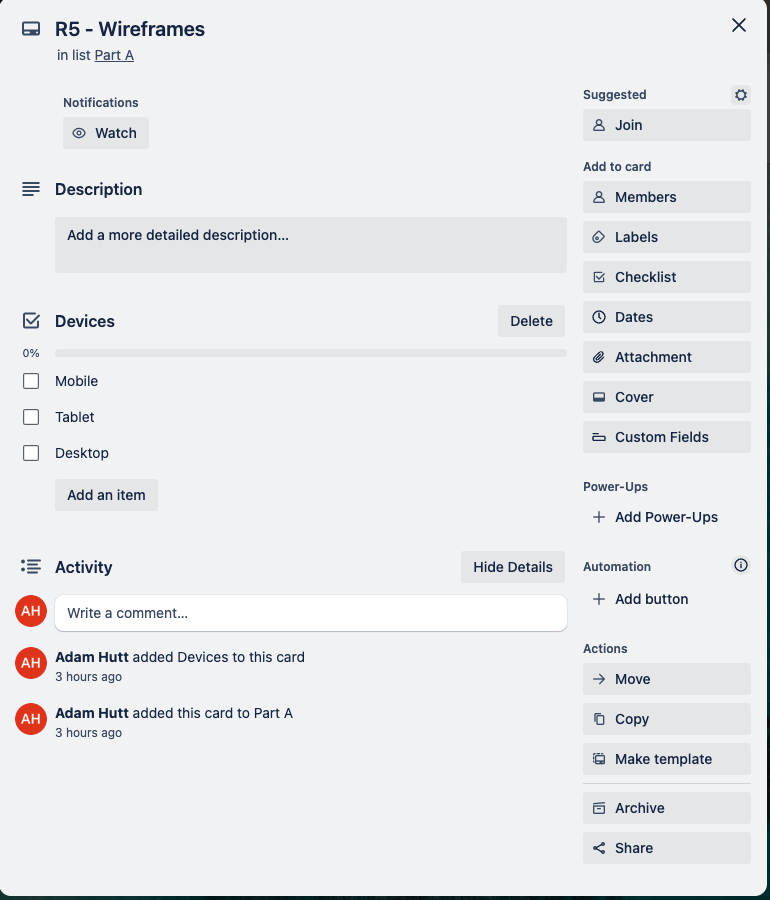 R5 - Wireframes
in list Part A
Notifications
Watch
Description
Add a more detailed description...
Devices
Delete
0%
Mobile
Tablet
Desktop
Add an item
Activity
Hide Details
AH
Write a comment...
AH
Adam Hutt added Devices to this card
3 hours ago
AH
Adam Hutt added this card to Part A
3 hours ago
Suggested
Join
Add to card
Members
Labels
Checklist
Dates
Attachment
Cover
Custom Fields
Power-Ups
Add Power-Ups
Automation
Add button
Actions
Move
Copy
Make template
Archive
Share